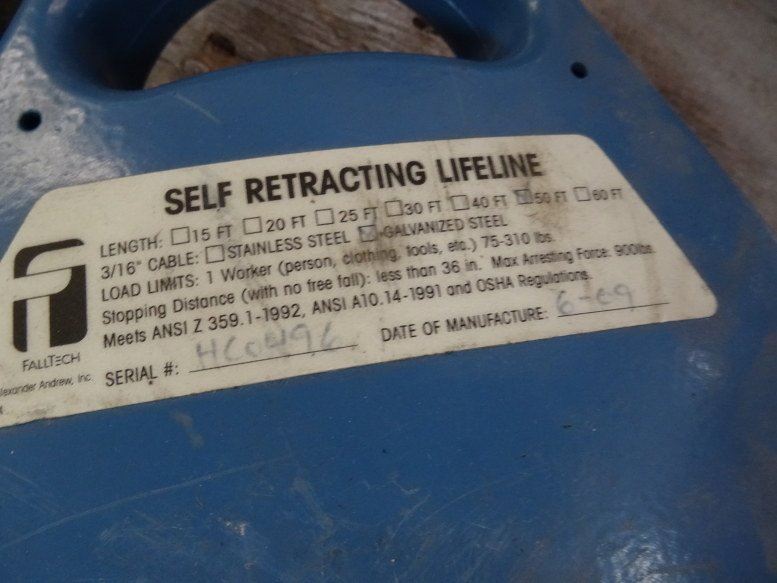 SELF RETRACTING LIFELINE
LENGTH: ☐15 FT ☐20 FT ☐25 FT ☐30 FT ☐40 FT ☒50 FT ☐60 FT
3/16" CABLE: ☐STAINLESS STEEL ☒GALVANIZED STEEL
LOAD LIMITS: 1 Worker (person, clothing, tools, etc.) 75-310 lbs.
Stopping Distance (with no free fall): less than 36 in. Max Arresting Force: 900lbs.
Meets ANSI Z 359.1-1992, ANSI A10.14-1991 and OSHA Regulations.
SERIAL #: HC0496 DATE OF MANUFACTURE: 6-09
FALLTECH
Alexander Andrew, Inc.